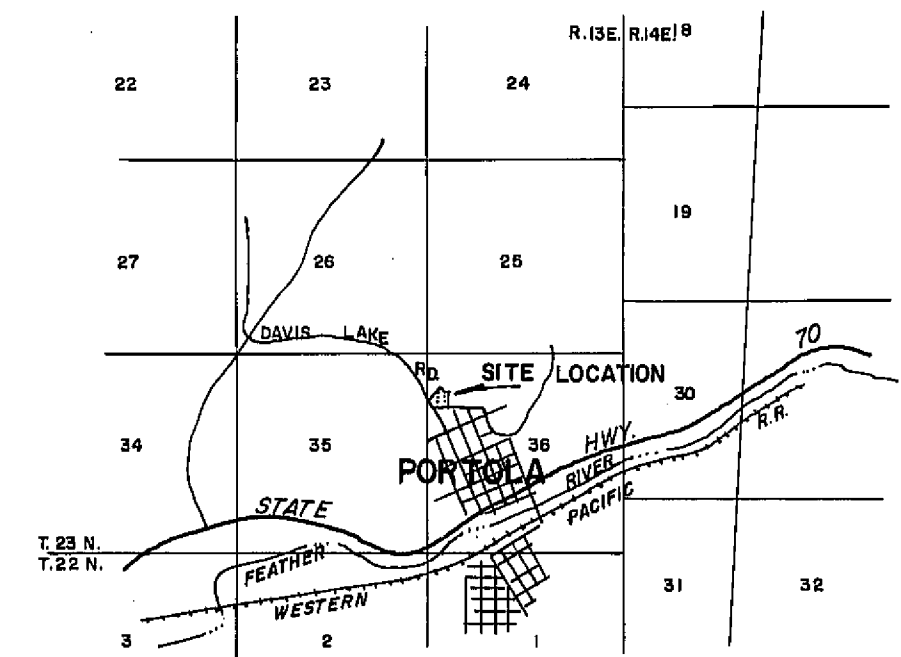 R.13E. R.14E. 18
22 23 24
19
27 26 25
DAVIS LAKE RD.
SITE LOCATION
70
30
34 35 36
PORTOLA
STATE HWY.
RIVER
R.R.
PACIFIC
T. 23 N.
T. 22 N.
FEATHER
WESTERN
31 32
3 2 1